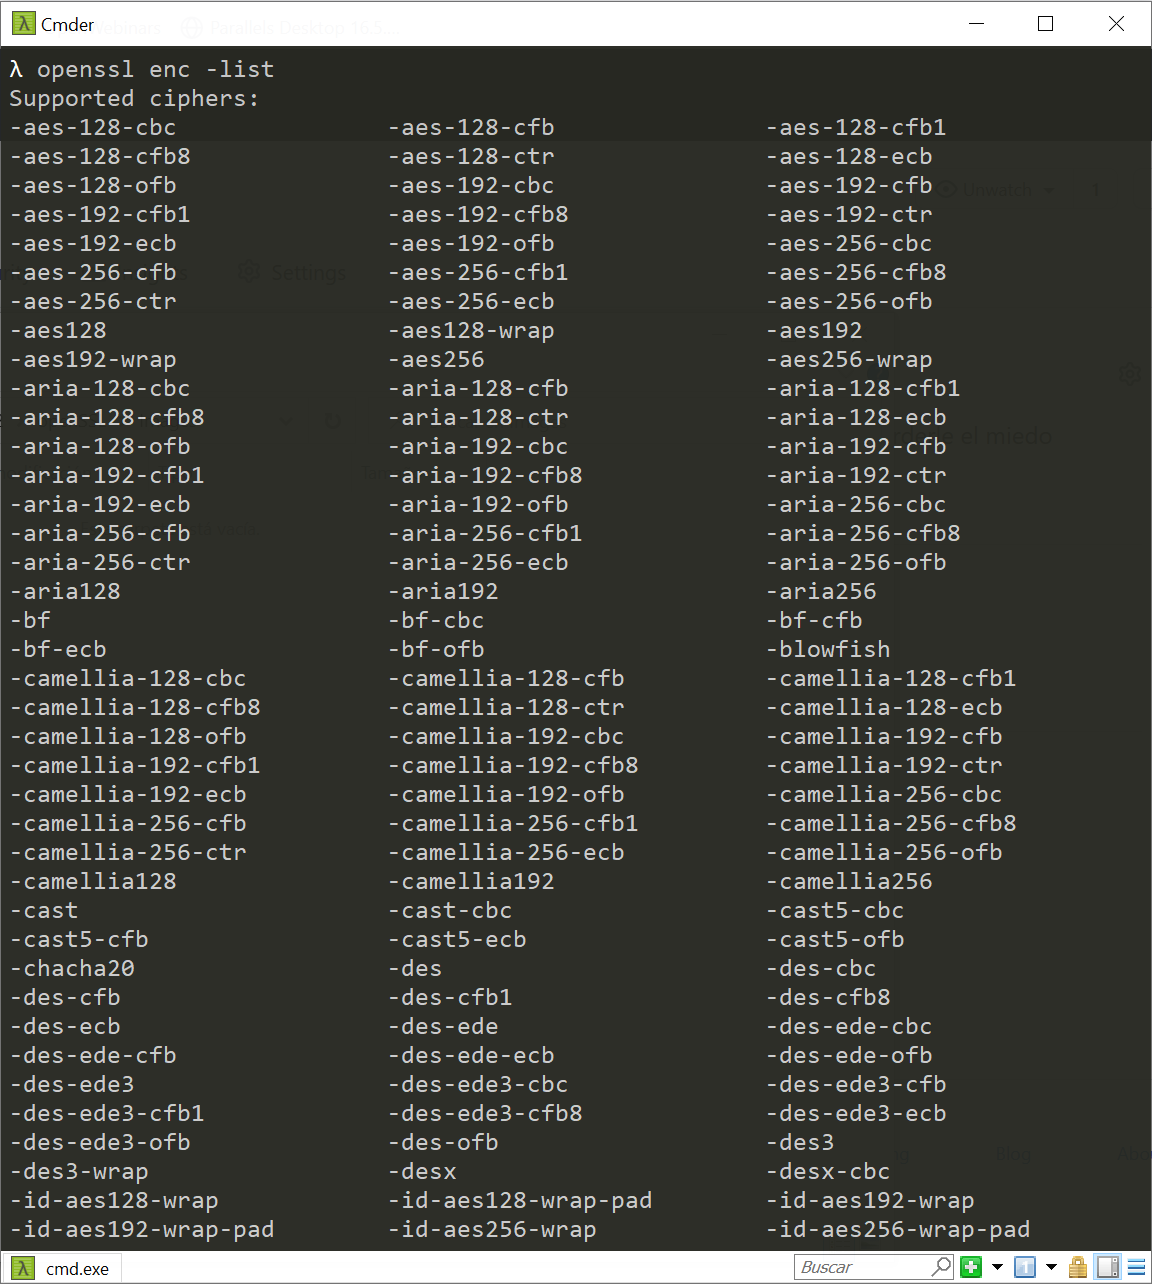 Cmder
Webinars Parallels Desktop 16.5...
λ openssl enc -list
Supported ciphers:
-aes-128-cbc -aes-128-cfb -aes-128-cfb1
-aes-128-cfb8 -aes-128-ctr -aes-128-ecb
-aes-128-ofb -aes-192-cbc -aes-192-cfb Unwatch 1
-aes-192-cfb1 -aes-192-cfb8 -aes-192-ctr
-aes-192-ecb -aes-192-ofb -aes-256-cbc
-aes-256-cfb Settings -aes-256-cfb1 -aes-256-cfb8
-aes-256-ctr -aes-256-ecb -aes-256-ofb
-aes128 -aes128-wrap -aes192
-aes192-wrap -aes256 -aes256-wrap
-aria-128-cbc -aria-128-cfb -aria-128-cfb1
-aria-128-cfb8 -aria-128-ctr -aria-128-ecb
-aria-128-ofb -aria-192-cbc -aria-192-cfb el miedo
-aria-192-cfb1 -aria-192-cfb8 -aria-192-ctr
-aria-192-ecb -aria-192-ofb -aria-256-cbc
-aria-256-cfb -aria-256-cfb1 -aria-256-cfb8
-aria-256-ctr -aria-256-ecb -aria-256-ofb
-aria128 -aria192 -aria256
-bf -bf-cbc -bf-cfb
-bf-ecb -bf-ofb -blowfish
-camellia-128-cbc -camellia-128-cfb -camellia-128-cfb1
-camellia-128-cfb8 -camellia-128-ctr -camellia-128-ecb
-camellia-128-ofb -camellia-192-cbc -camellia-192-cfb
-camellia-192-cfb1 -camellia-192-cfb8 -camellia-192-ctr
-camellia-192-ecb -camellia-192-ofb -camellia-256-cbc
-camellia-256-cfb -camellia-256-cfb1 -camellia-256-cfb8
-camellia-256-ctr -camellia-256-ecb -camellia-256-ofb
-camellia128 -camellia192 -camellia256
-cast -cast-cbc -cast5-cbc
-cast5-cfb -cast5-ecb -cast5-ofb
-chacha20 -des -des-cbc
-des-cfb -des-cfb1 -des-cfb8
-des-ecb -des-ede -des-ede-cbc
-des-ede-cfb -des-ede-ecb -des-ede-ofb
-des-ede3 -des-ede3-cbc -des-ede3-cfb
-des-ede3-cfb1 -des-ede3-cfb8 -des-ede3-ecb
-des-ede3-ofb -des-ofb -des3
Blog
-des3-wrap -desx -desx-cbc
-id-aes128-wrap -id-aes128-wrap-pad -id-aes192-wrap
-id-aes192-wrap-pad -id-aes256-wrap -id-aes256-wrap-pad
cmd.exe Buscar 1